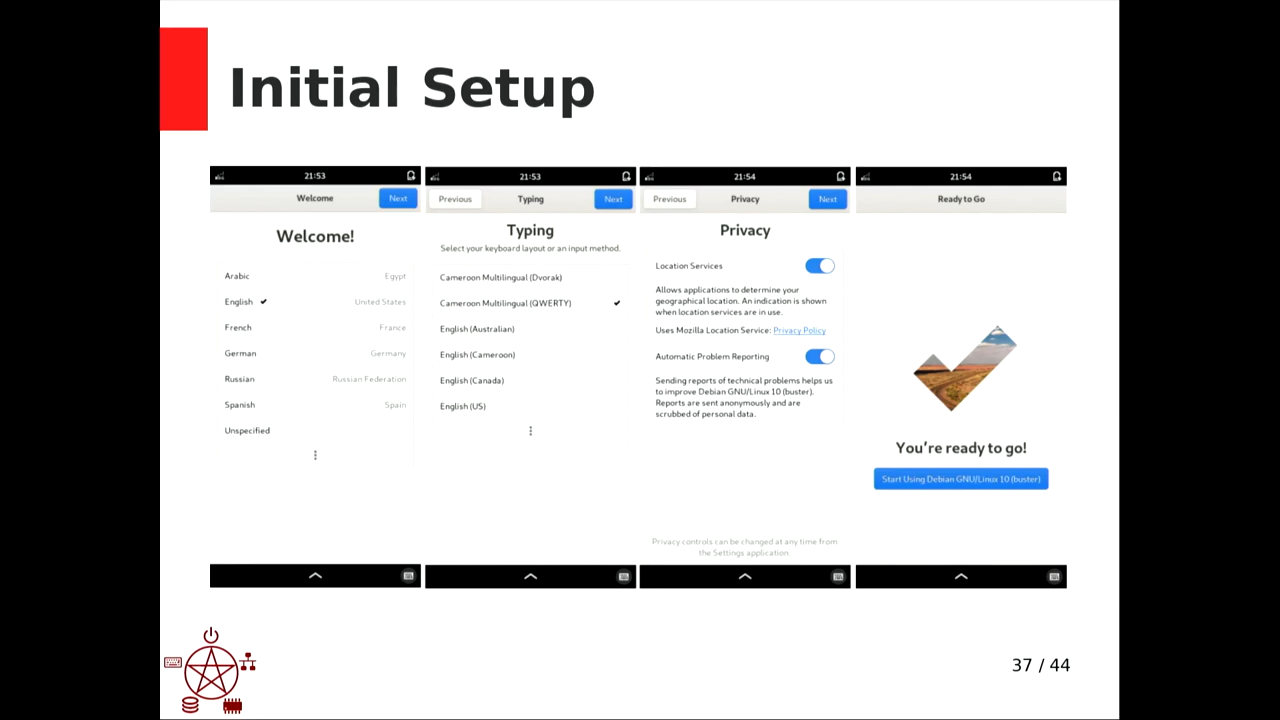 Initial Setup
21:53
Welcome
Next
Welcome!
Arabic Egypt
English ✔ United States
French France
German Germany
Russian Russian Federation
Spanish Spain
Unspecified
21:53
Previous
Typing
Next
Typing
Select your keyboard layout or an input method.
Cameroon Multilingual (Dvorak)
Cameroon Multilingual (QWERTY) ✔
English (Australian)
English (Cameroon)
English (Canada)
English (US)
21:54
Previous
Privacy
Next
Privacy
Location Services
Allows applications to determine your
geographical location. An indication is shown
when location services are in use.
Uses Mozilla Location Service: Privacy Policy
Automatic Problem Reporting
Sending reports of technical problems helps us
to improve Debian GNU/Linux 10 (buster).
Reports are sent anonymously and are
scrubbed of personal data.
Privacy controls can be changed at any time from
the Settings application.
21:54
Ready to Go
You're ready to go!
Start Using Debian GNU/Linux 10 (buster)
37 / 44